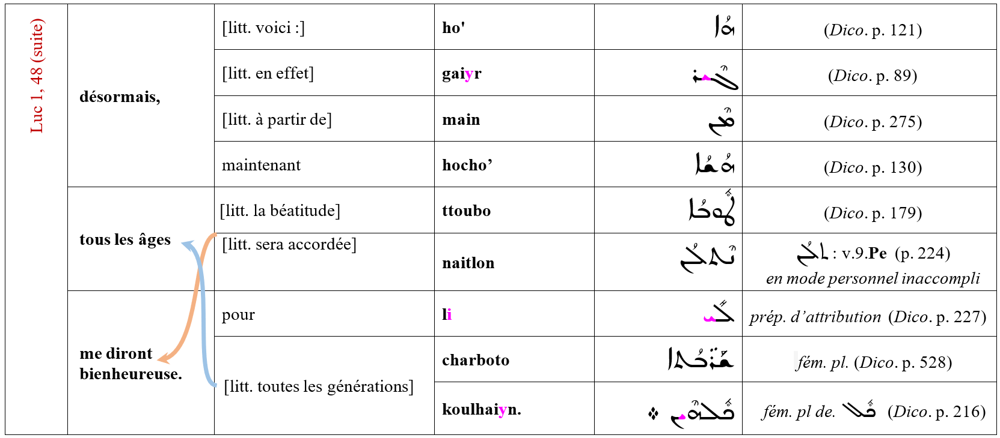 Luc 1, 48 (suite)
désormais,
[litt. voici :] ho' ܗܳܐ (Dico. p. 121)
[litt. en effet] gaiyr ܓܶܝܪ (Dico. p. 89)
[litt. à partir de] main ܡܶܢ (Dico. p. 275)
maintenant hocho’ ܗܳܫܳܐ (Dico. p. 130)
tous les âges
[litt. la béatitude] ttoubo ܛܽܘܒܳܐ (Dico. p. 179)
[litt. sera accordée] naitlon ܢܶܬܠܳܢ ܐܠܳܢ : v.9.Pe (p. 224)
en mode personnel inaccompli
me diront
bienheureuse.
pour li ܠܺܝ prép. d’attribution (Dico. p. 227)
[litt. toutes les générations] charboto ܫܰܪ̈ܒܳܬܐ fém. pl. (Dico. p. 528)
koulhaiyn. ܟܽܠܗܶܝܢ ܀ fém. pl de. ܟܽܠ (Dico. p. 216)